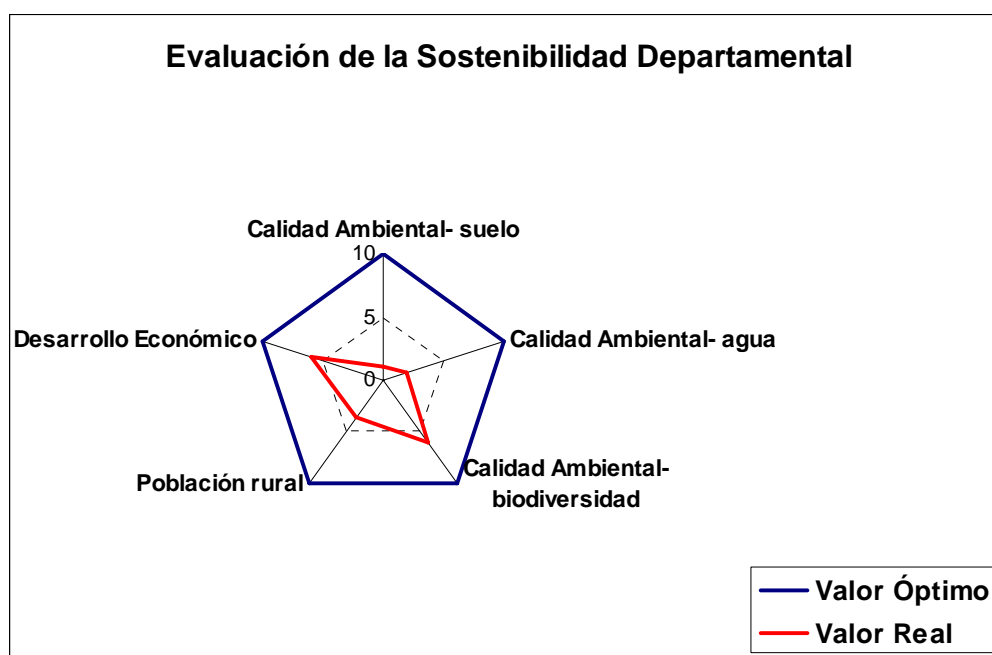 Evaluación de la Sostenibilidad Departamental
Calidad Ambiental- suelo
10
5
0
Desarrollo Económico
Calidad Ambiental- agua
Población rural
Calidad Ambiental-
biodiversidad
Valor Óptimo
Valor Real